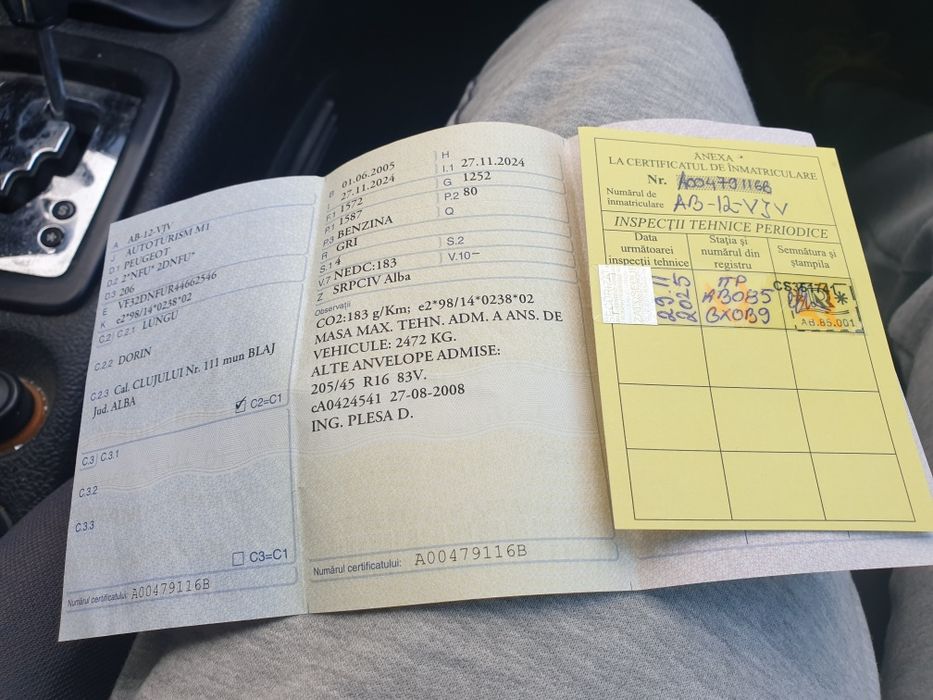 A AB-12-VJV
J AUTOTURISM M1
D.1 PEUGEOT
D.2 2*NFU* 2DNFU*
D.3 206
E VF32DNFUR44662546
K e2*98/14*0238*02
C.2 C.2.1 LUNGU
C.2.2 DORIN
C.2.3 Cal. CLUJULUI Nr. 111 mun BLAJ
Jud. ALBA
C2=C1
C.3 C.3.1
C.3.2
C.3.3
C3=C1
Numărul certificatului: A00479116B
B 01.06.2005 H
I 27.11.2024 I.1 27.11.2024
F.1 1572 G 1252
P.1 1587 P.2 80
P.3 BENZINA Q
R GRI
S.1 4 S.2
V.7 NEDC:183 V.10 -
Z SRPCIV Alba
Observații
CO2:183 g/Km; e2*98/14*0238*02
MASA MAX. TEHN. ADM. A ANS. DE
VEHICULE: 2472 KG.
ALTE ANVELOPE ADMISE:
205/45 R16 83V.
cA0424541 27-08-2008
ING. PLESA D.
Numărul certificatului: A00479116B
ANEXA
LA CERTIFICATUL DE ÎNMATRICULARE
Nr. A00479116B
Numărul de
înmatriculare AB-12-VJV
INSPECȚII TEHNICE PERIODICE
Data
următoarei
inspecții tehnice
Stația și
numărul din
registru
Semnătura și
ștampila
29.11
2025
AB.85.001